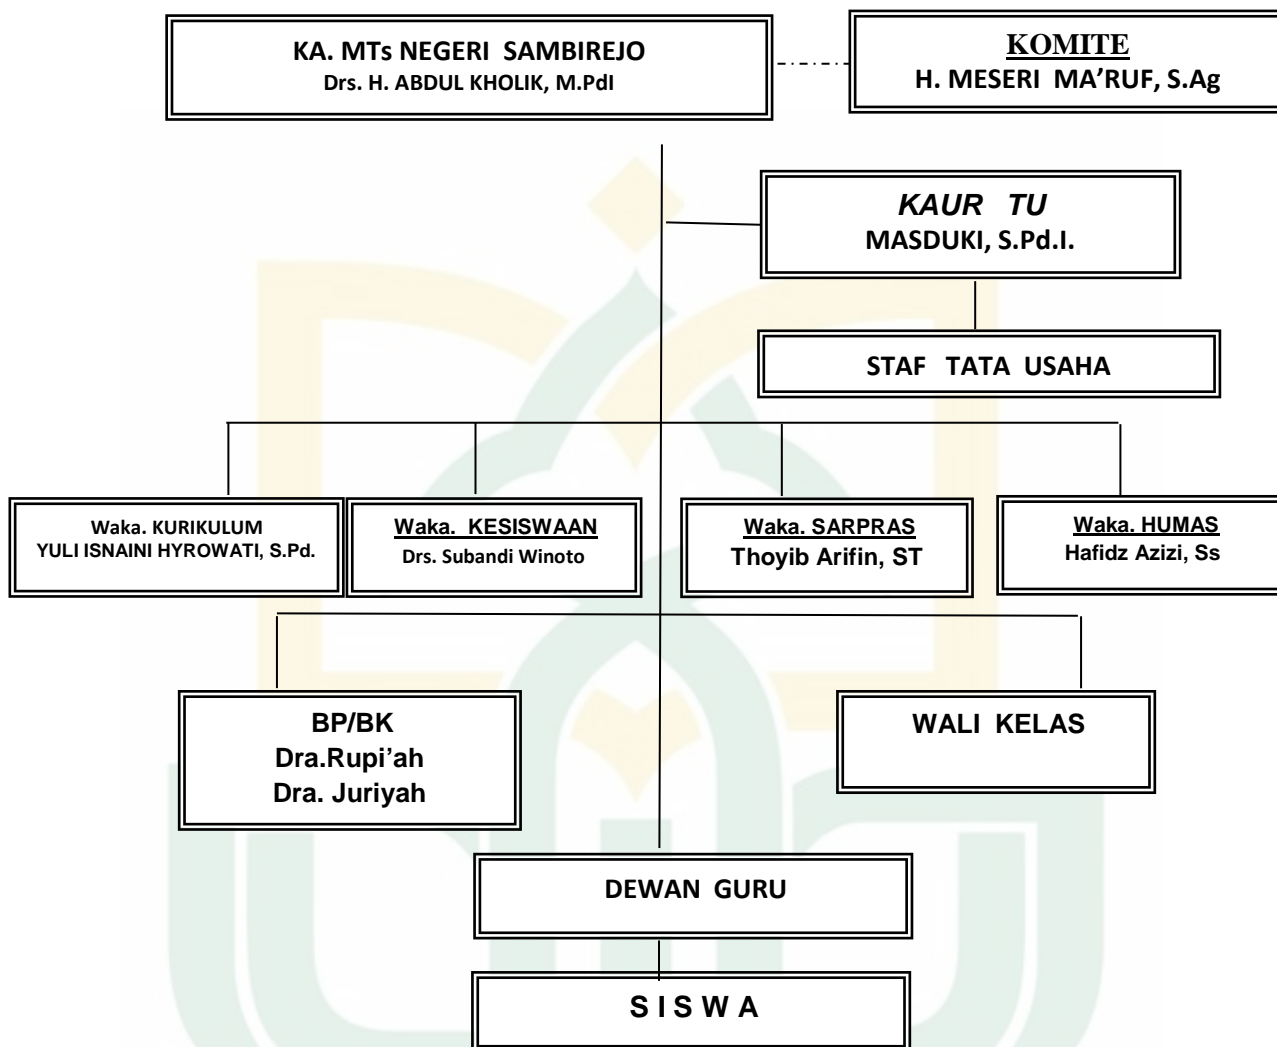 KA. MTs NEGERI SAMBIREJO
Drs. H. ABDUL KHOLIK, M.PdI
KOMITE
H. MESERI MA’RUF, S.Ag
KAUR TU
MASDUKI, S.Pd.I.
STAF TATA USAHA
Waka. KURIKULUM
YULI ISNAINI HYROWATI, S.Pd.
Waka. KESISWAAN
Drs. Subandi Winoto
Waka. SARPRAS
Thoyib Arifin, ST
Waka. HUMAS
Hafidz Azizi, Ss
BP/BK
Dra.Rupi’ah
Dra. Juriyah
WALI KELAS
DEWAN GURU
S I S W A